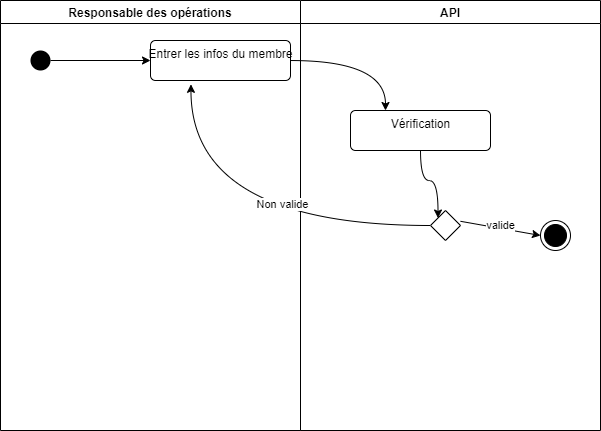 Responsable des opérations
API
Entrer les infos du membre
Vérification
Non valide
valide